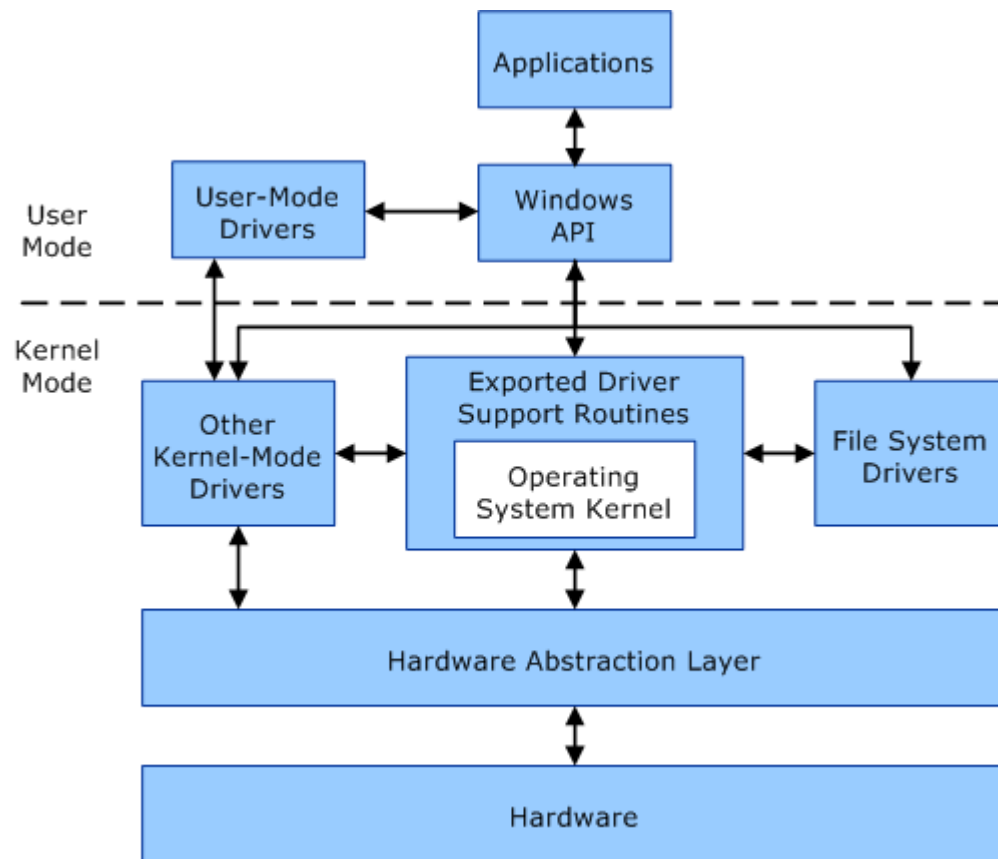 Applications
User-Mode
Drivers
Windows
API
User
Mode
Kernel
Mode
Exported Driver
Support Routines
Other
Kernel-Mode
Drivers
Operating
System Kernel
File System
Drivers
Hardware Abstraction Layer
Hardware